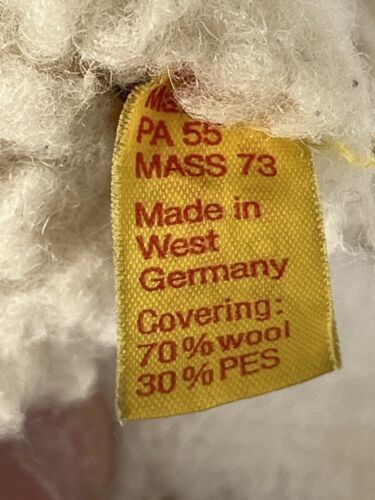 PA 55
MASS 73
Made in
West
Germany
Covering:
70% wool
30% PES